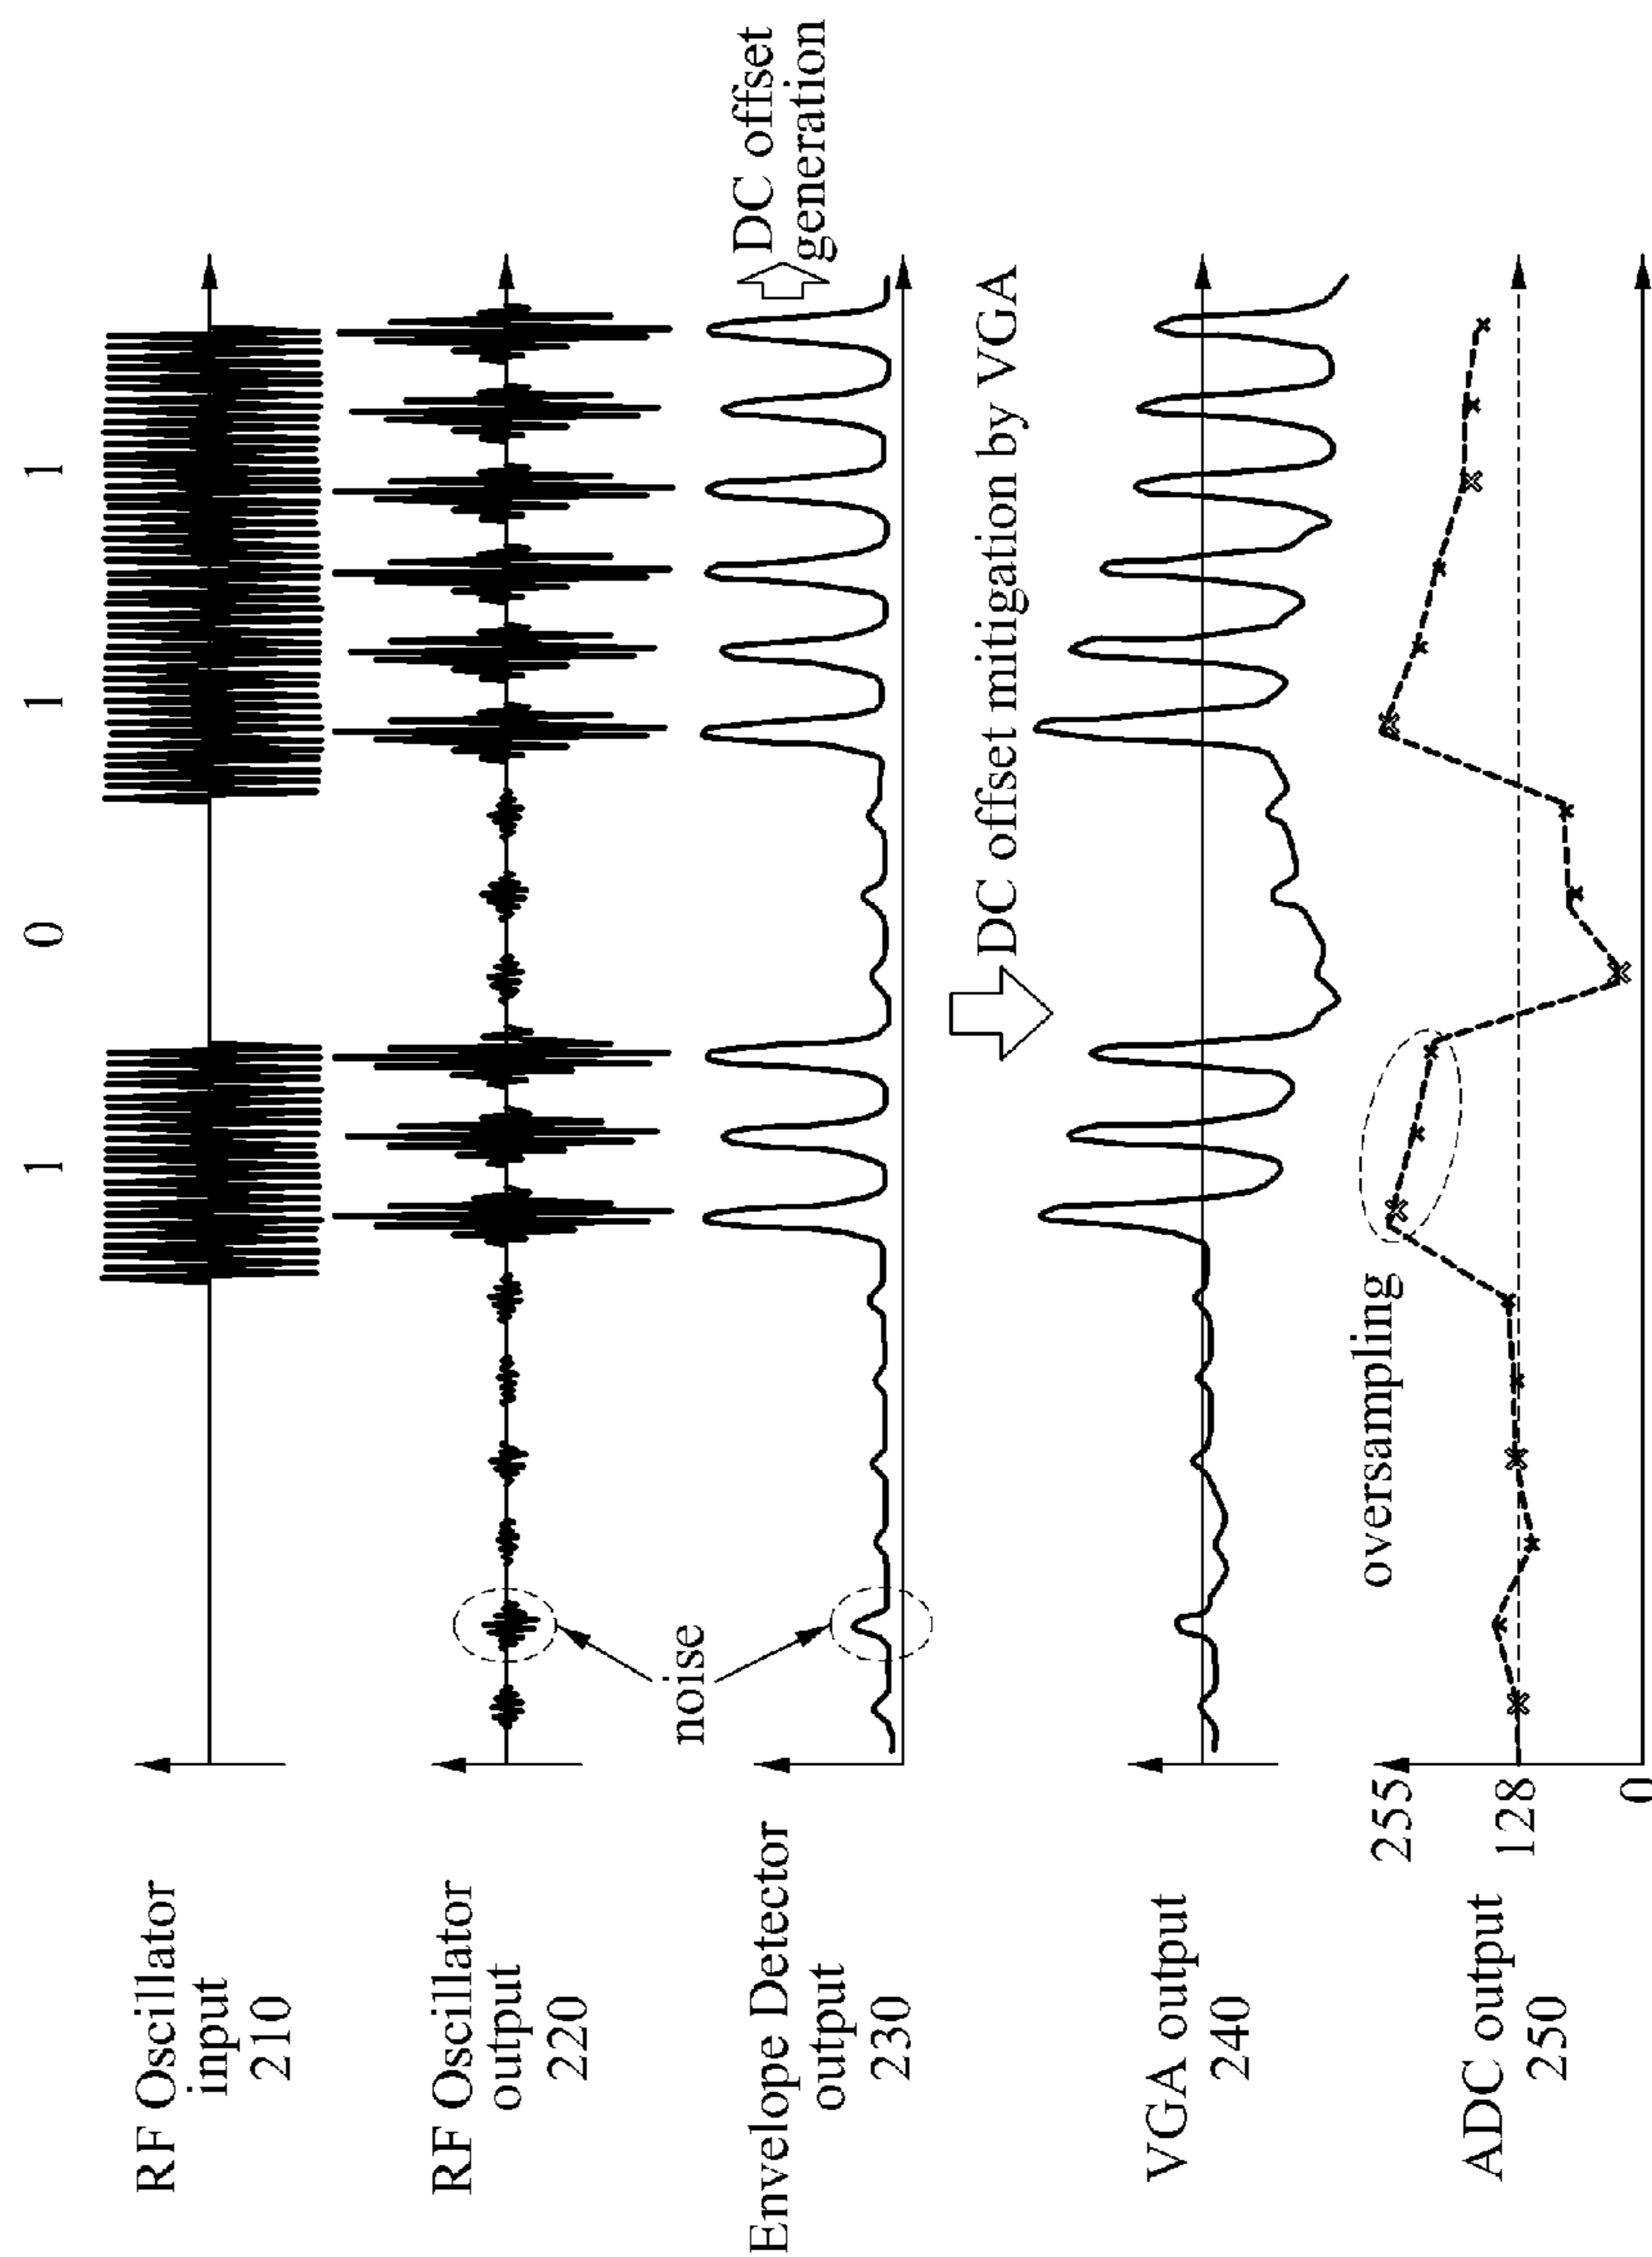 1 0 1 1
RF Oscillator
input
210
RF Oscillator
output
220
noise
Envelope Detector
output
230
DC offset
generation
DC offset mitigation by VGA
VGA output
240
oversampling
ADC output
250
255
128
0